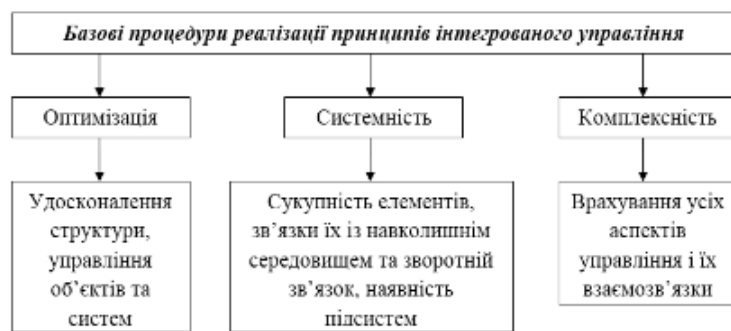 Базові процедури реалізації принципів інтегрованого управління
Оптимізація
Системність
Комплексність
Удосконалення
структури,
управління
об’єктів та
систем
Сукупність елементів,
зв’язки їх із навколишнім
середовищем та зворотній
зв’язок, наявність
підсистем
Врахування усіх
аспектів
управління і їх
взаємозв’язки